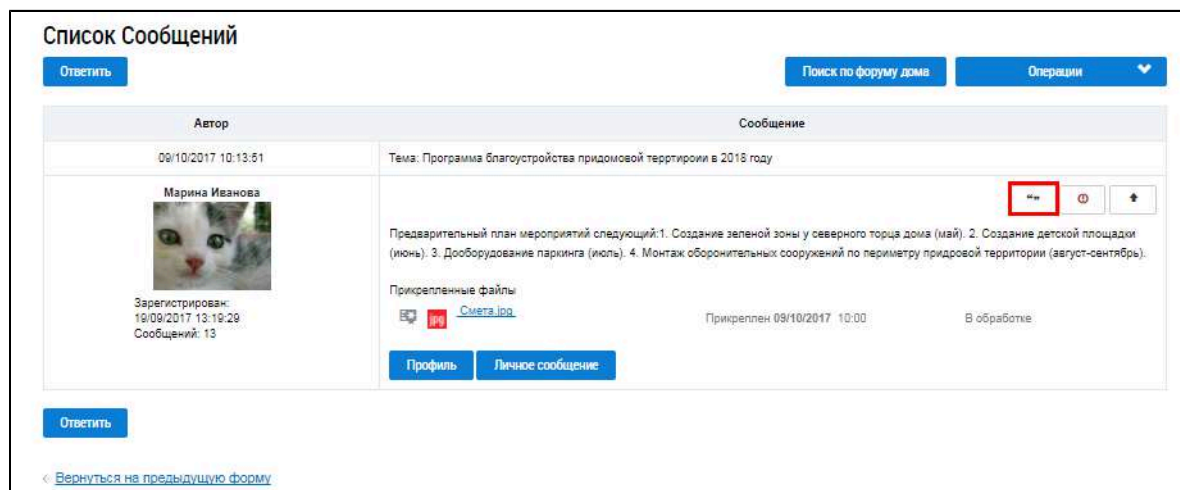 Список Сообщений
Ответить
Поиск по форуму дома
Операции
Автор
Сообщение
09/10/2017 10:13:51
Тема: Программа благоустройства придомовой терртироии в 2018 году
Марина Иванова
Предварительный план мероприятий следующий:1. Создание зеленой зоны у северного торца дома (май). 2. Создание детской площадки
(июнь). 3. Дооборудование паркинга (июль). 4. Монтаж оборонительных сооружений по периметру придровой территории (август-сентябрь).
Зарегистрирован:
19/09/2017 13:19:29
Сообщений: 13
Прикрепленные файлы
jpg
Смета.jpg
Прикреплен 09/10/2017 10:00
В обработке
Профиль
Личное сообщение
Ответить
Вернуться на предыдущую форму